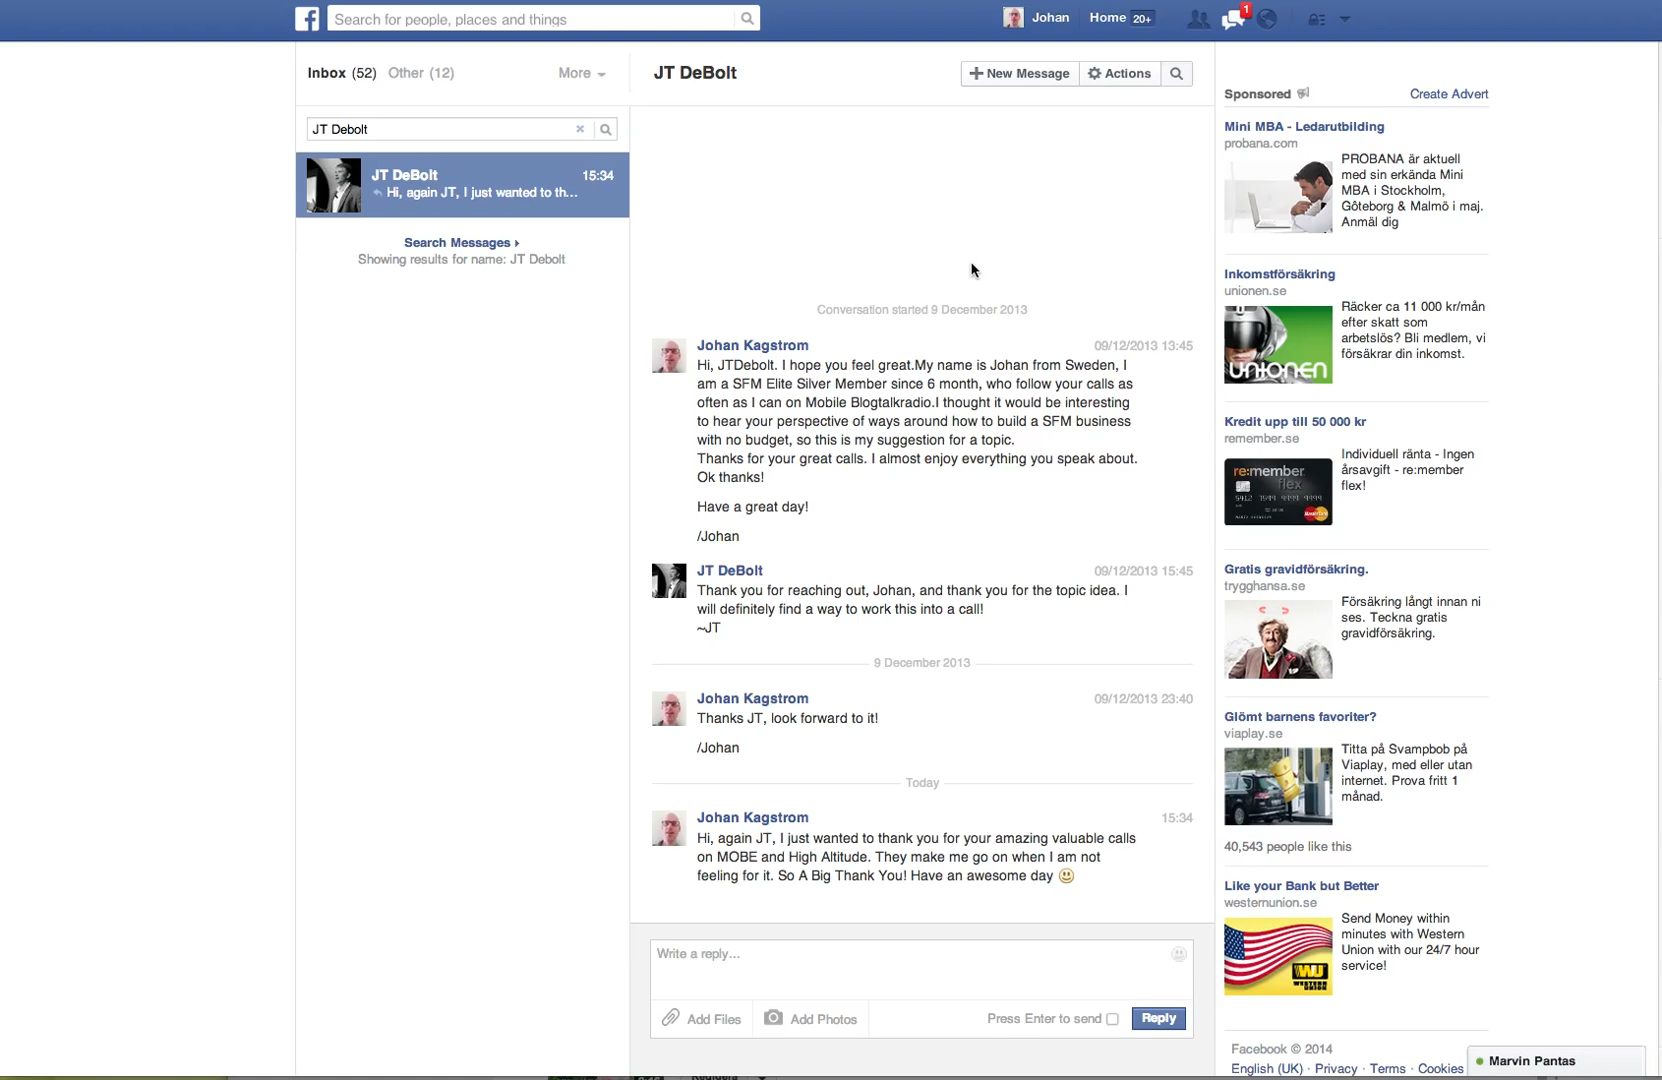 Search for people, places and things
Johan
Home 20+
1
Inbox (52) Other (12) More
JT DeBolt
New Message Actions
JT Debolt
JT DeBolt 15:34
Hi, again JT, I just wanted to th...
Search Messages
Showing results for name: JT Debolt
Conversation started 9 December 2013
Johan Kagstrom 09/12/2013 13:45
Hi, JTDebolt. I hope you feel great.My name is Johan from Sweden, I
am a SFM Elite Silver Member since 6 month, who follow your calls as
often as I can on Mobile Blogtalkradio.I thought it would be interesting
to hear your perspective of ways around how to build a SFM business
with no budget, so this is my suggestion for a topic.
Thanks for your great calls. I almost enjoy everything you speak about.
Ok thanks!
Have a great day!
/Johan
JT DeBolt 09/12/2013 15:45
Thank you for reaching out, Johan, and thank you for the topic idea. I
will definitely find a way to work this into a call!
~JT
9 December 2013
Johan Kagstrom 09/12/2013 23:40
Thanks JT, look forward to it!
/Johan
Today
Johan Kagstrom 15:34
Hi, again JT, I just wanted to thank you for your amazing valuable calls
on MOBE and High Altitude. They make me go on when I am not
feeling for it. So A Big Thank You! Have an awesome day
Write a reply...
Add Files Add Photos Press Enter to send Reply
Sponsored Create Advert
Mini MBA - Ledarutbilding
probana.com
PROBANA är aktuell
med sin erkända Mini
MBA i Stockholm,
Göteborg & Malmö i maj.
Anmäl dig
Inkomstförsäkring
unionen.se
UNIONEN
Räcker ca 11 000 kr/mån
efter skatt som
arbetslös? Bli medlem, vi
försäkrar din inkomst.
Kredit upp till 50 000 kr
remember.se
re:member
flex
Individuell ränta - Ingen
årsavgift - re:member
flex!
Gratis gravidförsäkring.
trygghansa.se
Försäkring långt innan ni
ses. Teckna gratis
gravidförsäkring.
Glömt barnens favoriter?
viaplay.se
Titta på Svampbob på
Viaplay, med eller utan
internet. Prova fritt 1
månad.
40,543 people like this
Like your Bank but Better
westernunion.se
WU
WESTERN
UNION
Send Money within
minutes with Western
Union with our 24/7 hour
service!
Facebook © 2014
English (UK) · Privacy · Terms · Cookies
Marvin Pantas